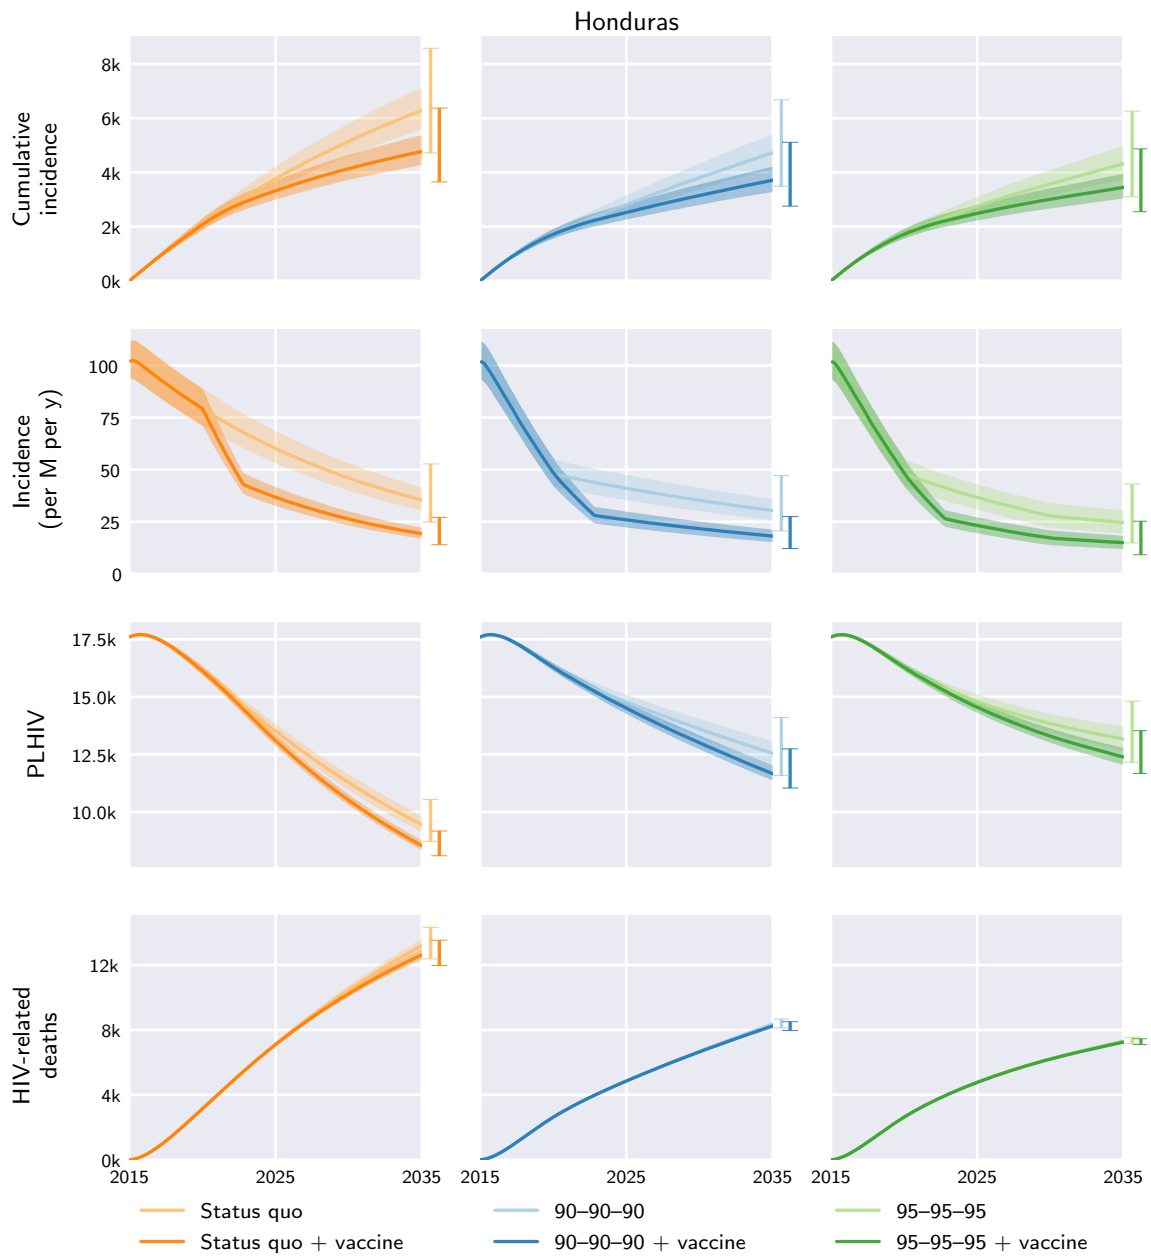 Honduras
Cumulative
incidence
8k
6k
4k
2k
0k
Incidence
(per M per y)
100
75
50
25
0
PLHIV
17.5k
15.0k
12.5k
10.0k
HIV-related
deaths
12k
8k
4k
0k
2015 2025 2035
2015 2025 2035
2015 2025 2035
Status quo
Status quo + vaccine
90–90–90
90–90–90 + vaccine
95–95–95
95–95–95 + vaccine